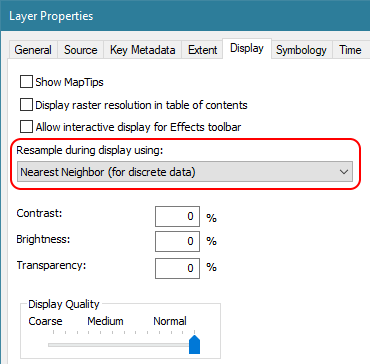 Layer Properties
General Source Key Metadata Extent Display Symbology Time
Show MapTips
Display raster resolution in table of contents
Allow interactive display for Effects toolbar
Resample during display using:
Nearest Neighbor (for discrete data)
Contrast: 0 %
Brightness: 0 %
Transparency: 0 %
Display Quality
Coarse Medium Normal